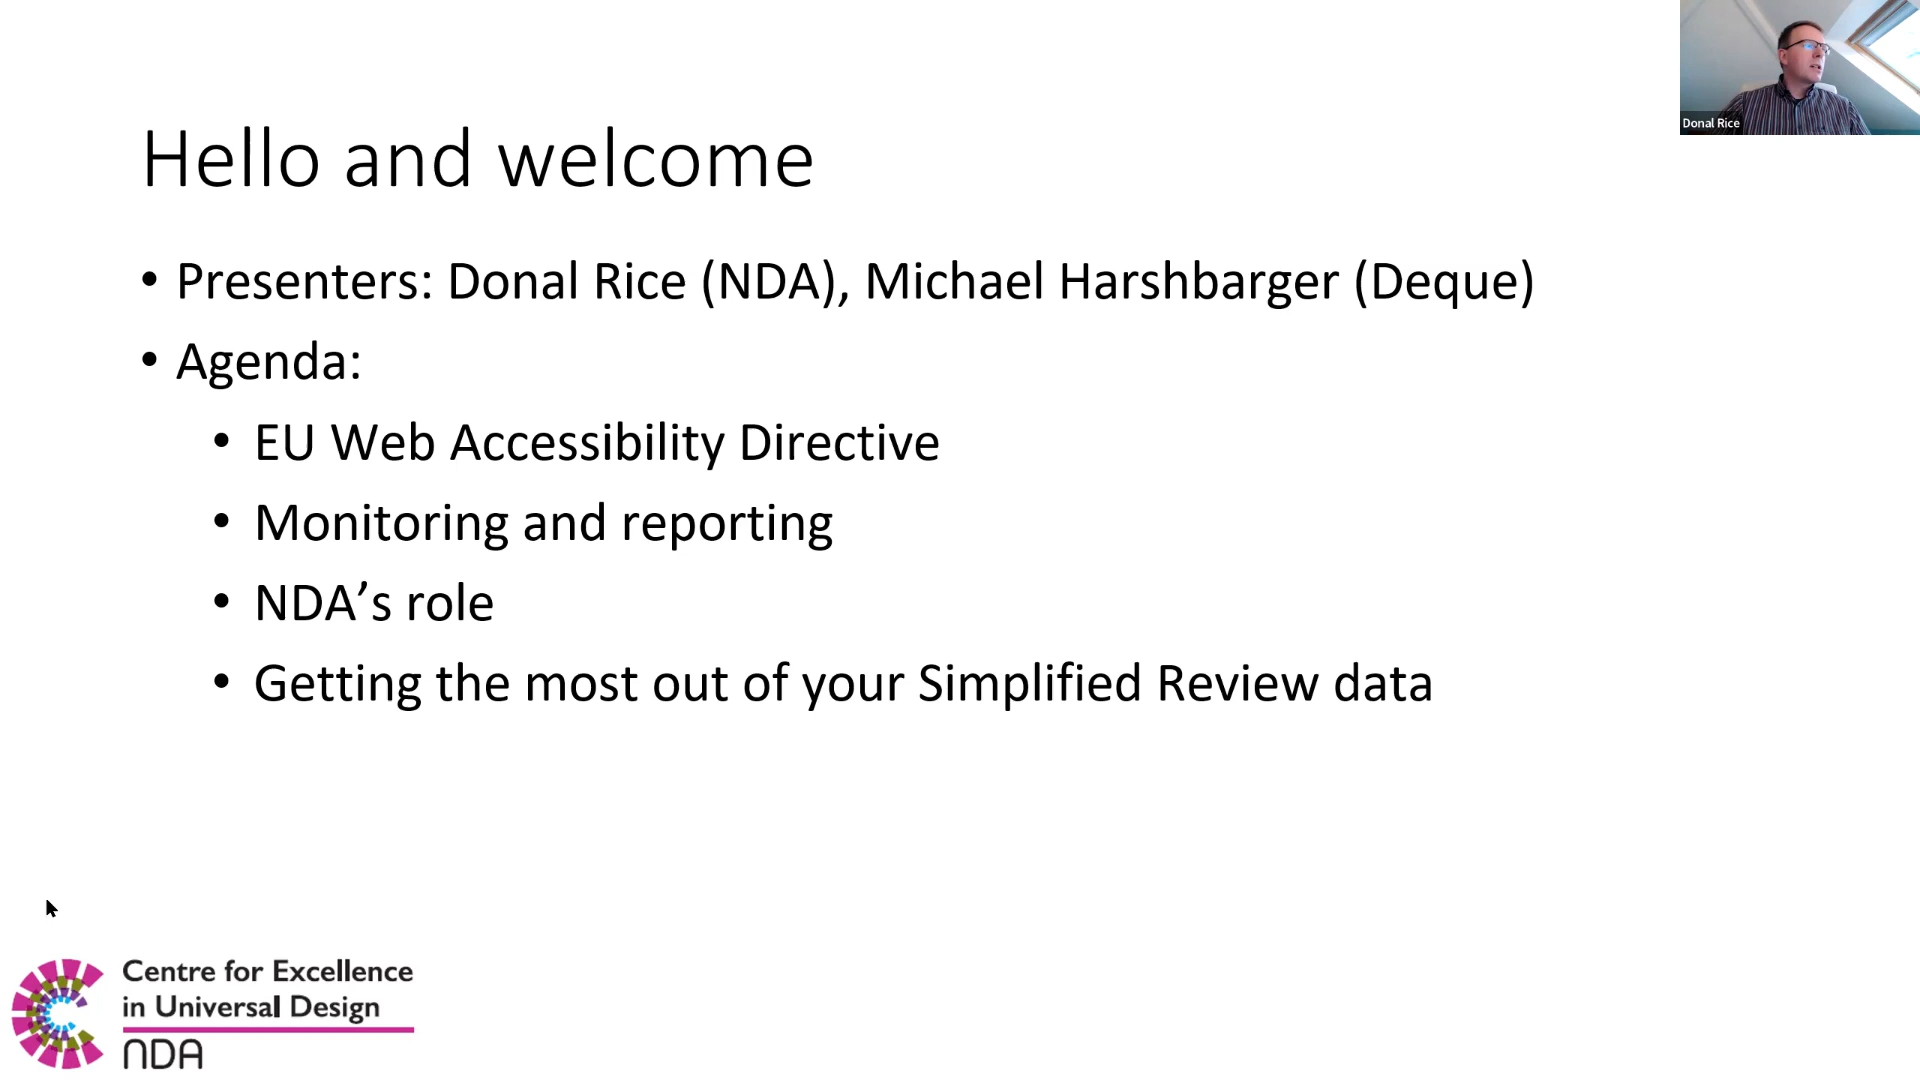 Hello and welcome
• Presenters: Donal Rice (NDA), Michael Harshbarger (Deque)
• Agenda:
• EU Web Accessibility Directive
• Monitoring and reporting
• NDA’s role
• Getting the most out of your Simplified Review data
Donal Rice
Centre for Excellence
in Universal Design
NDA